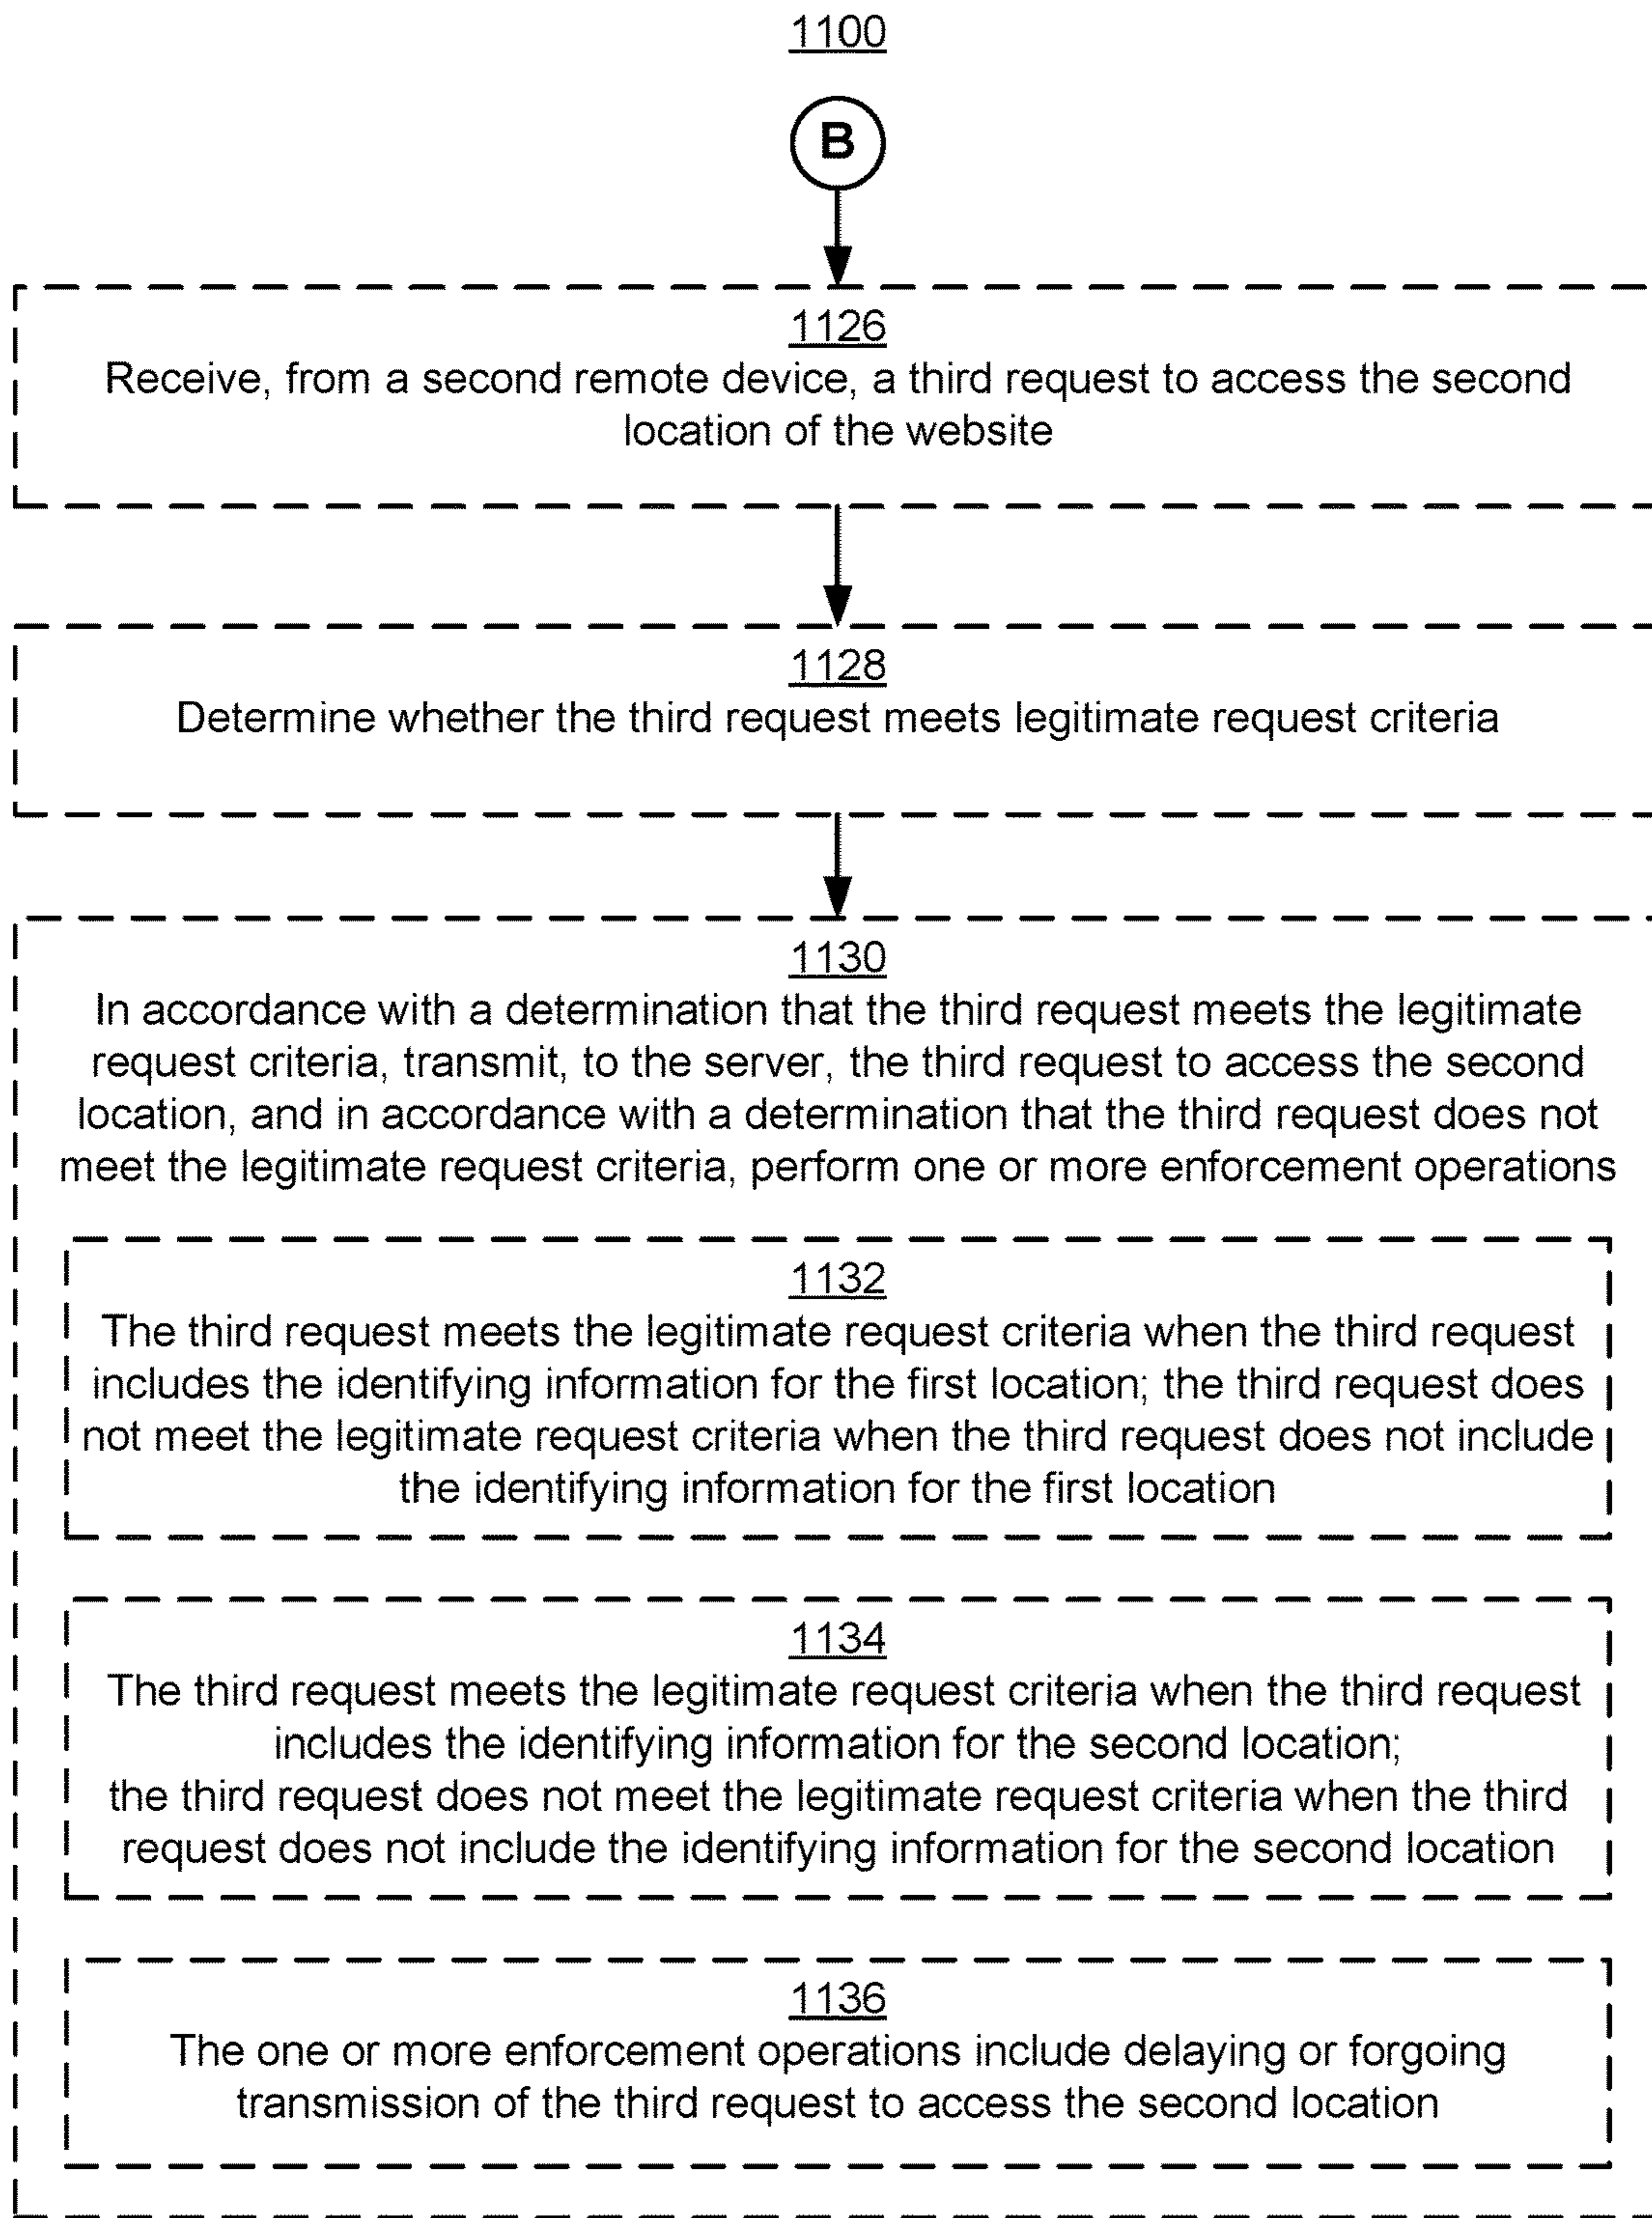 1100
B
1126
Receive, from a second remote device, a third request to access the second
location of the website
1128
Determine whether the third request meets legitimate request criteria
1130
In accordance with a determination that the third request meets the legitimate
request criteria, transmit, to the server, the third request to access the second
location, and in accordance with a determination that the third request does not
meet the legitimate request criteria, perform one or more enforcement operations
1132
The third request meets the legitimate request criteria when the third request
includes the identifying information for the first location; the third request does
not meet the legitimate request criteria when the third request does not include
the identifying information for the first location
1134
The third request meets the legitimate request criteria when the third request
includes the identifying information for the second location;
the third request does not meet the legitimate request criteria when the third
request does not include the identifying information for the second location
1136
The one or more enforcement operations include delaying or forgoing
transmission of the third request to access the second location